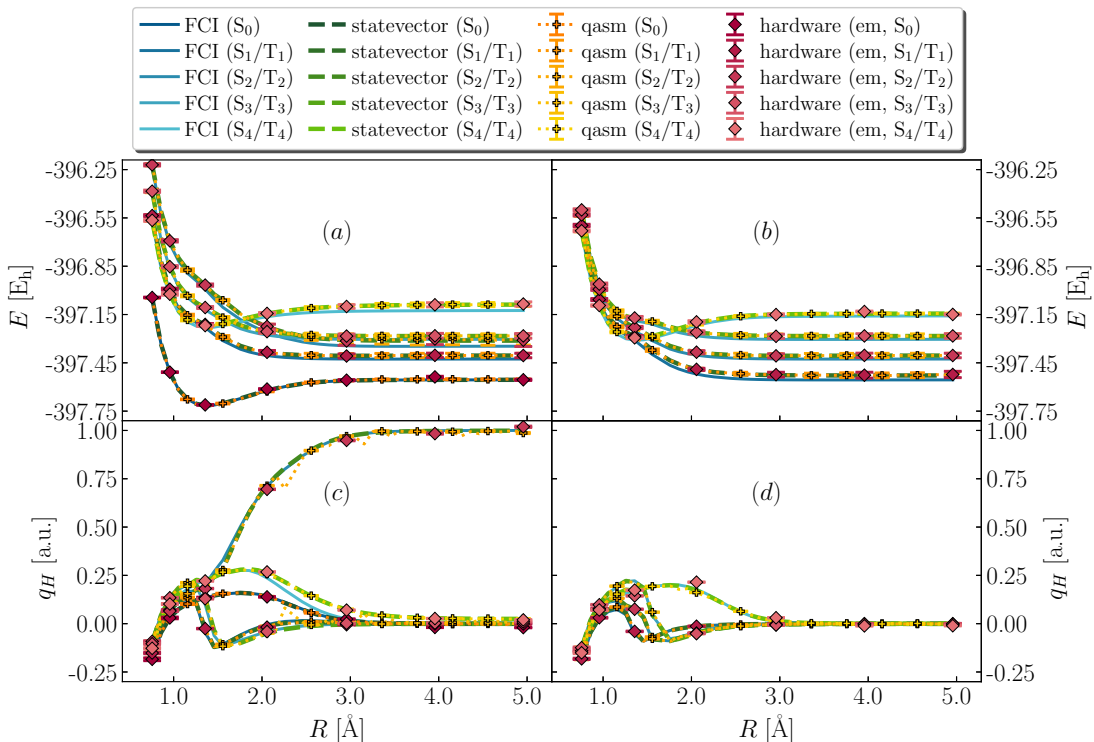 FCI (S0) statevector (S0) qasm (S0) hardware (em, S0)
FCI (S1/T1) statevector (S1/T1) qasm (S1/T1) hardware (em, S1/T1)
FCI (S2/T2) statevector (S2/T2) qasm (S2/T2) hardware (em, S2/T2)
FCI (S3/T3) statevector (S3/T3) qasm (S3/T3) hardware (em, S3/T3)
FCI (S4/T4) statevector (S4/T4) qasm (S4/T4) hardware (em, S4/T4)
-396.25 -396.25
-396.55 (a) (b) -396.55
-396.85 -396.85
E [Eh] E [Eh]
-397.15 -397.15
-397.45 -397.45
-397.75 -397.75
1.00 1.00
0.75 (c) (d) 0.75
0.50 0.50
qH [a.u.] qH [a.u.]
0.25 0.25
0.00 0.00
-0.25 -0.25
1.0 2.0 3.0 4.0 5.0 1.0 2.0 3.0 4.0 5.0
R [Å] R [Å]